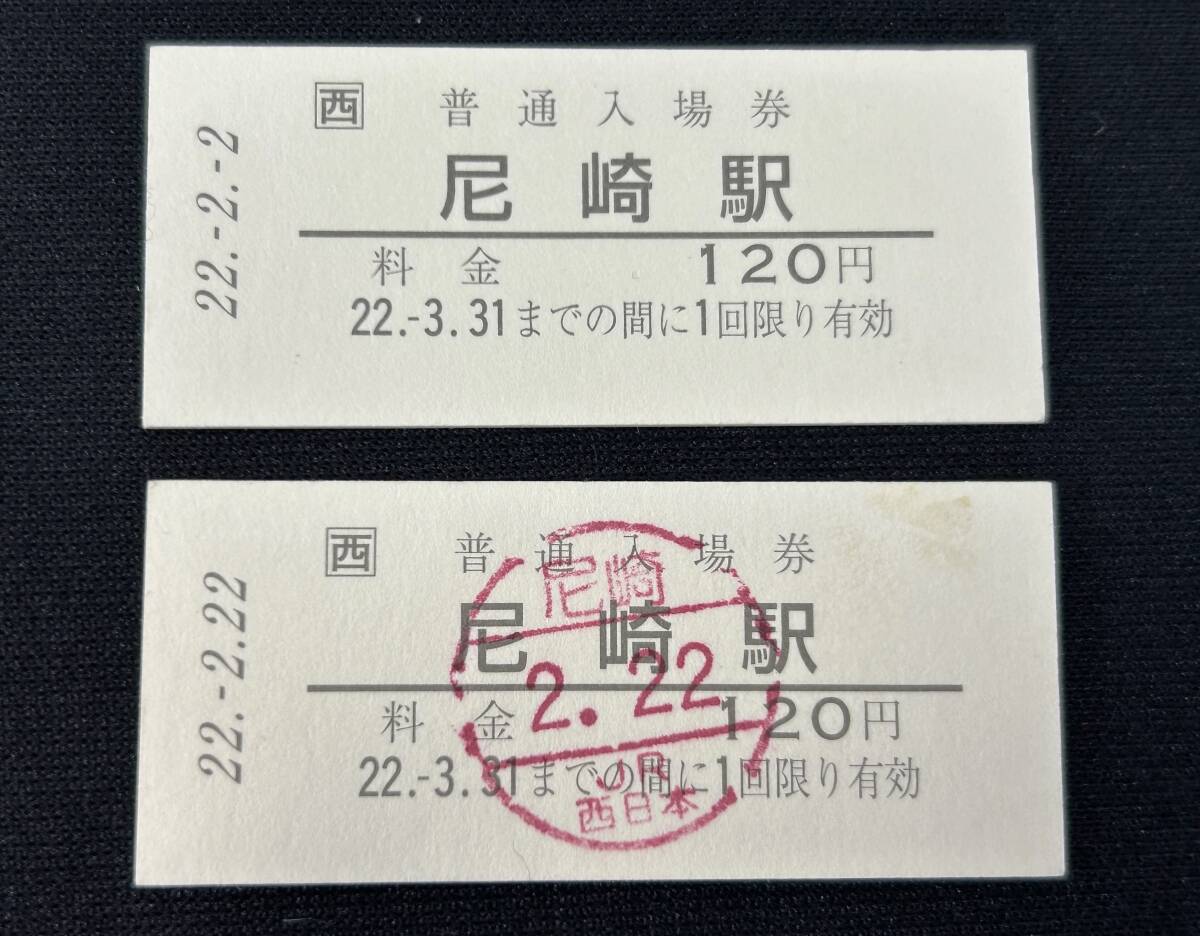 22.-2.-2
西 普通入場券
尼崎駅
料金 120円
22.-3.31までの間に1回限り有効
22.-2.22
西 普通入場券
尼崎駅
料金 120円
22.-3.31までの間に1回限り有効
尼崎
2.22
JR
西日本